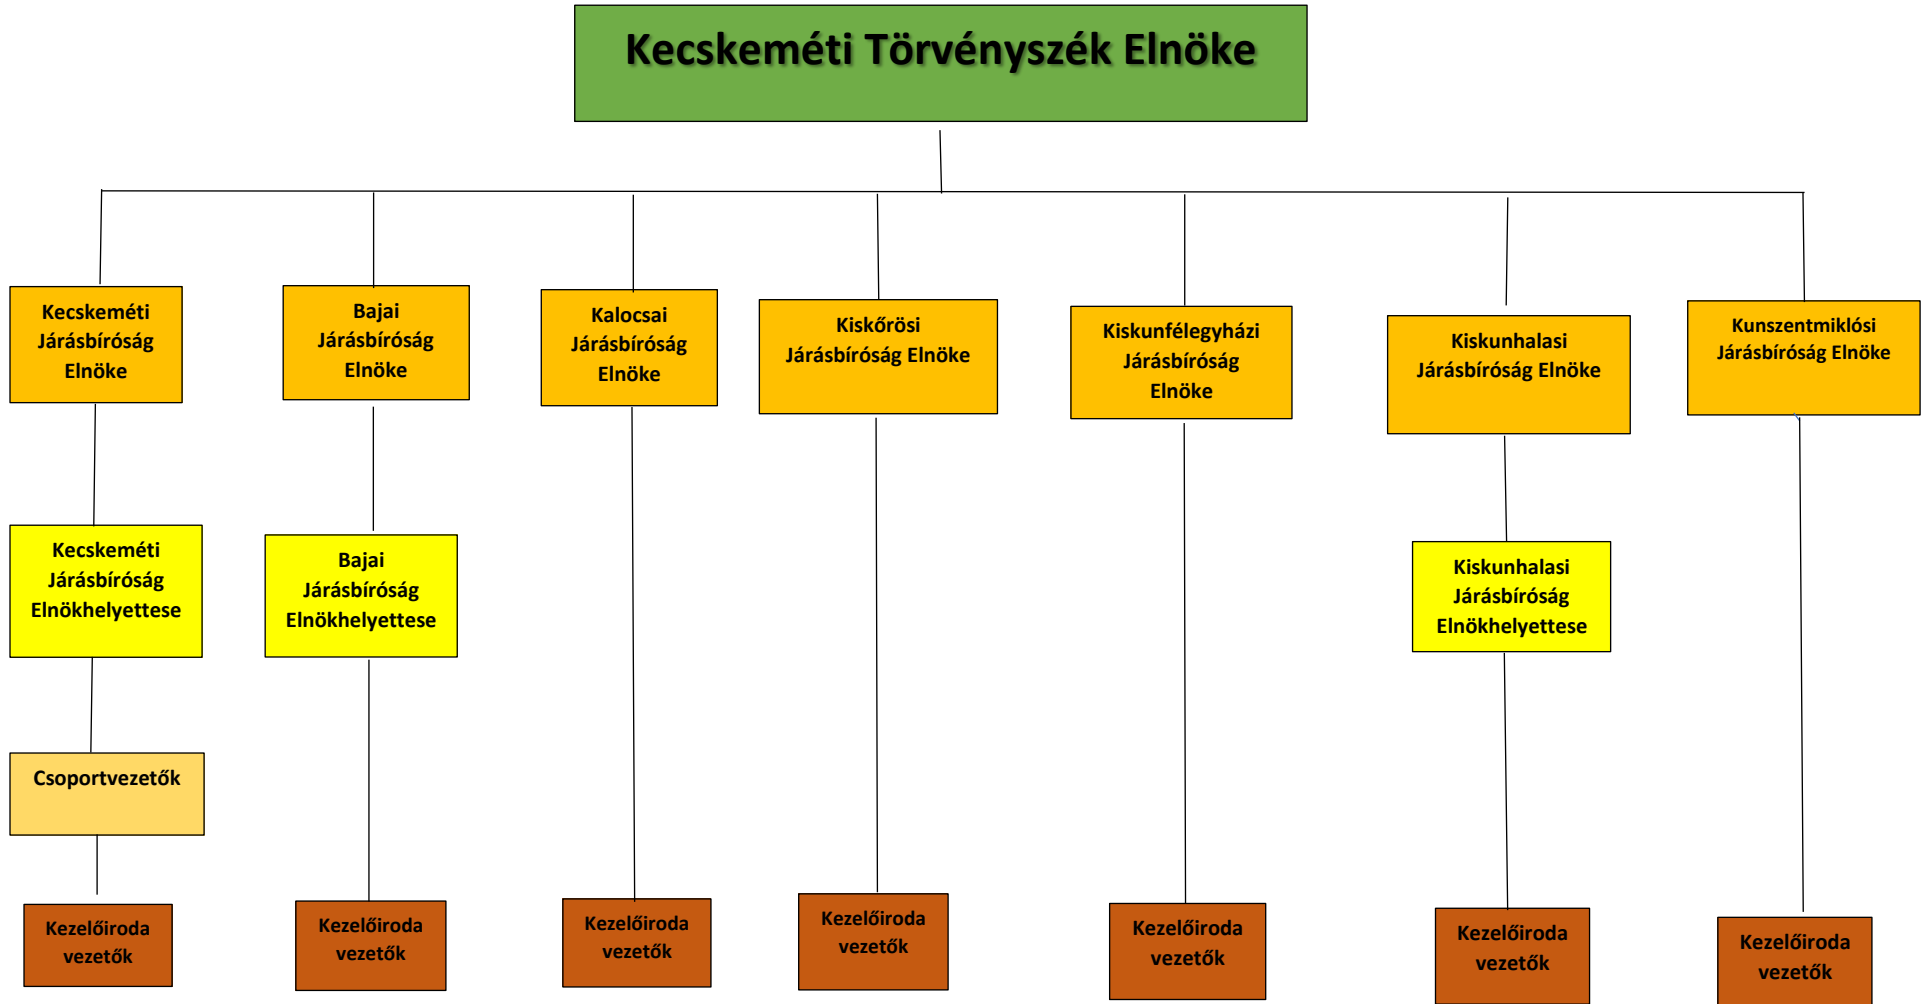 Kecskeméti Törvényszék Elnöke
Kecskeméti
Járásbíróság
Elnöke
Bajai
Járásbíróság
Elnöke
Kalocsai
Járásbíróság
Elnöke
Kiskőrösi
Járásbíróság Elnöke
Kiskunfélegyházi
Járásbíróság
Elnöke
Kiskunhalasi
Járásbíróság Elnöke
Kunszentmiklósi
Járásbíróság Elnöke
Kecskeméti
Járásbíróság
Elnökhelyettese
Bajai
Járásbíróság
Elnökhelyettese
Kiskunhalasi
Járásbíróság
Elnökhelyettese
Csoportvezetők
Kezelőiroda
vezetők
Kezelőiroda
vezetők
Kezelőiroda
vezetők
Kezelőiroda
vezetők
Kezelőiroda
vezetők
Kezelőiroda
vezetők
Kezelőiroda
vezetők